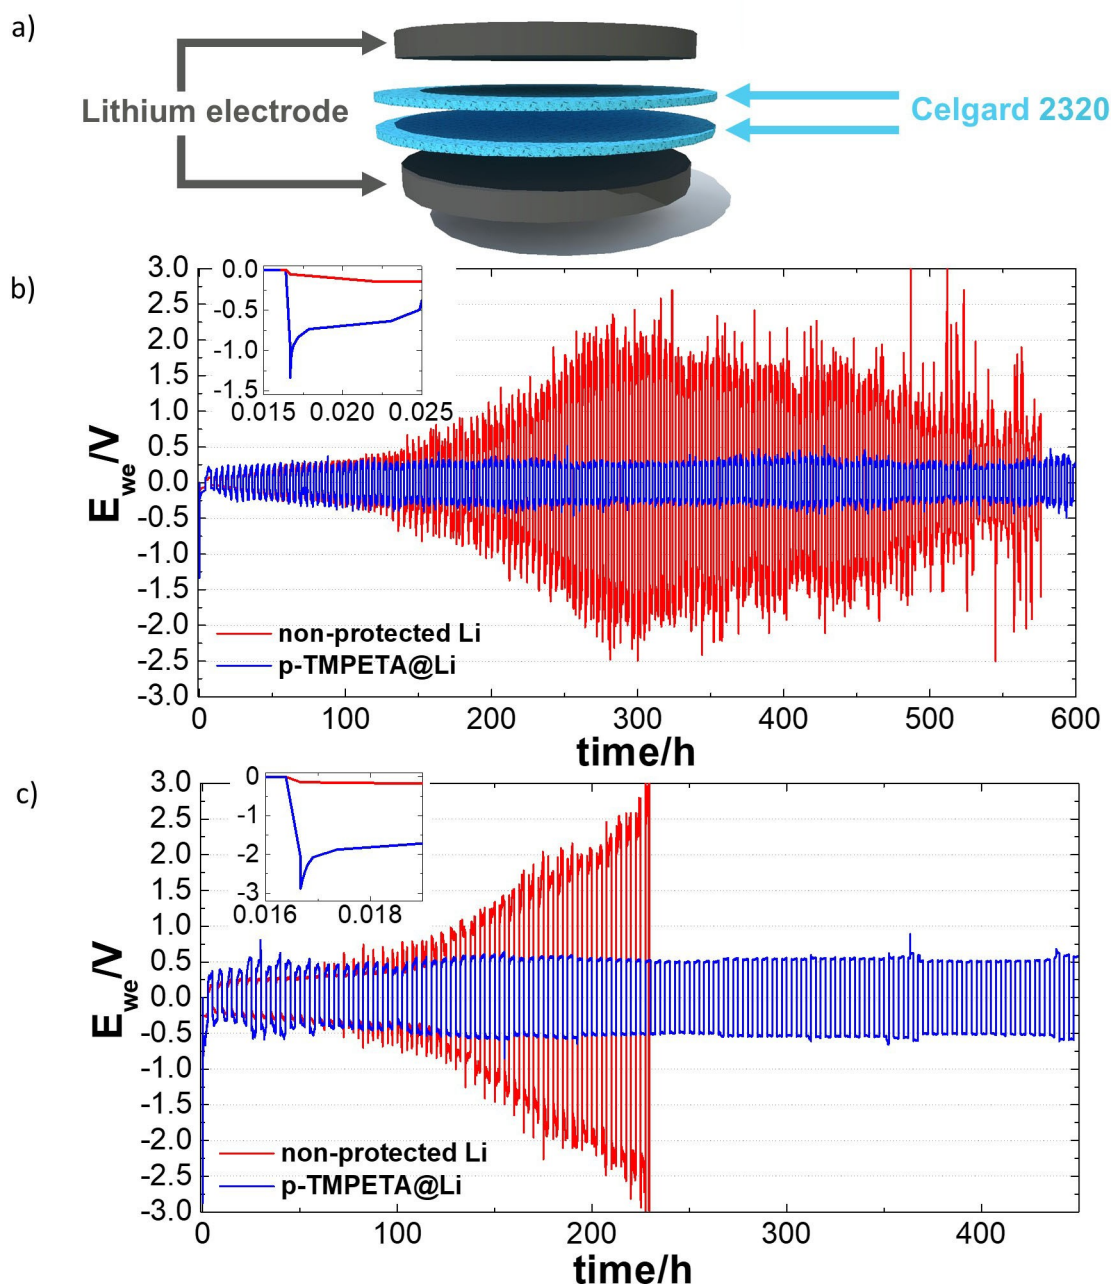 a)
Lithium electrode
Celgard 2320
b)
3.0
2.5
2.0
1.5
1.0
0.5
0.0
-0.5
-1.0
-1.5
-2.0
-2.5
-3.0
E we /V
0.0
-0.5
-1.0
-1.5
0.015 0.020 0.025
non-protected Li
p-TMPETA@Li
0 100 200 300 400 500 600
time/h
c)
3.0
2.5
2.0
1.5
1.0
0.5
0.0
-0.5
-1.0
-1.5
-2.0
-2.5
-3.0
E we /V
0
-1
-2
-3
0.016 0.018
non-protected Li
p-TMPETA@Li
0 100 200 300 400
time/h